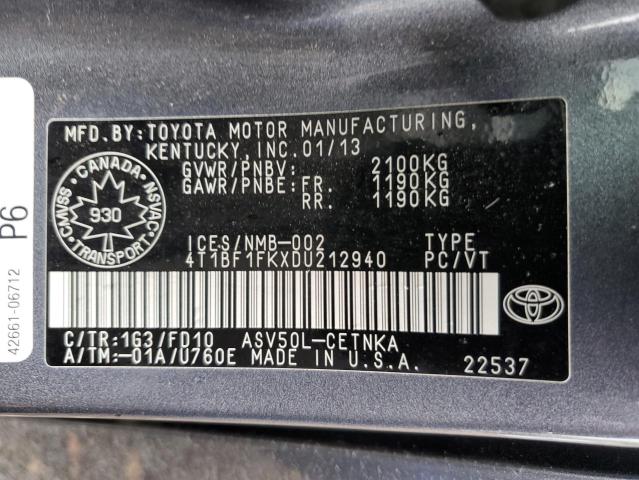 MFD. BY: TOYOTA MOTOR MANUFACTURING,
KENTUCKY, INC. 01/13
GVWR/PNBV: 2100KG
GAWR/PNBE: FR. 1190KG
RR. 1190KG
CANADA
CMVSS 930 NSVAC
TRANSPORT
ICES/NMB-002 TYPE
4T1BF1FKXDU212940 PC/VT
C/TR:1G3/FD10 ASV50L-CETNKA
A/TM:-01A/U760E MADE IN U.S.A. 22537
P6
42661-06712